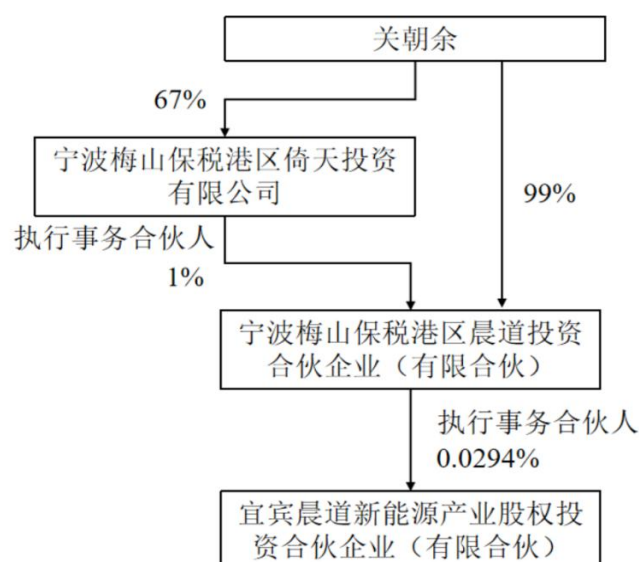 关朝余
67%
宁波梅山保税港区倚天投资
有限公司
99%
执行事务合伙人
1%
宁波梅山保税港区晨道投资
合伙企业（有限合伙）
执行事务合伙人
0.0294%
宜宾晨道新能源产业股权投
资合伙企业（有限合伙）